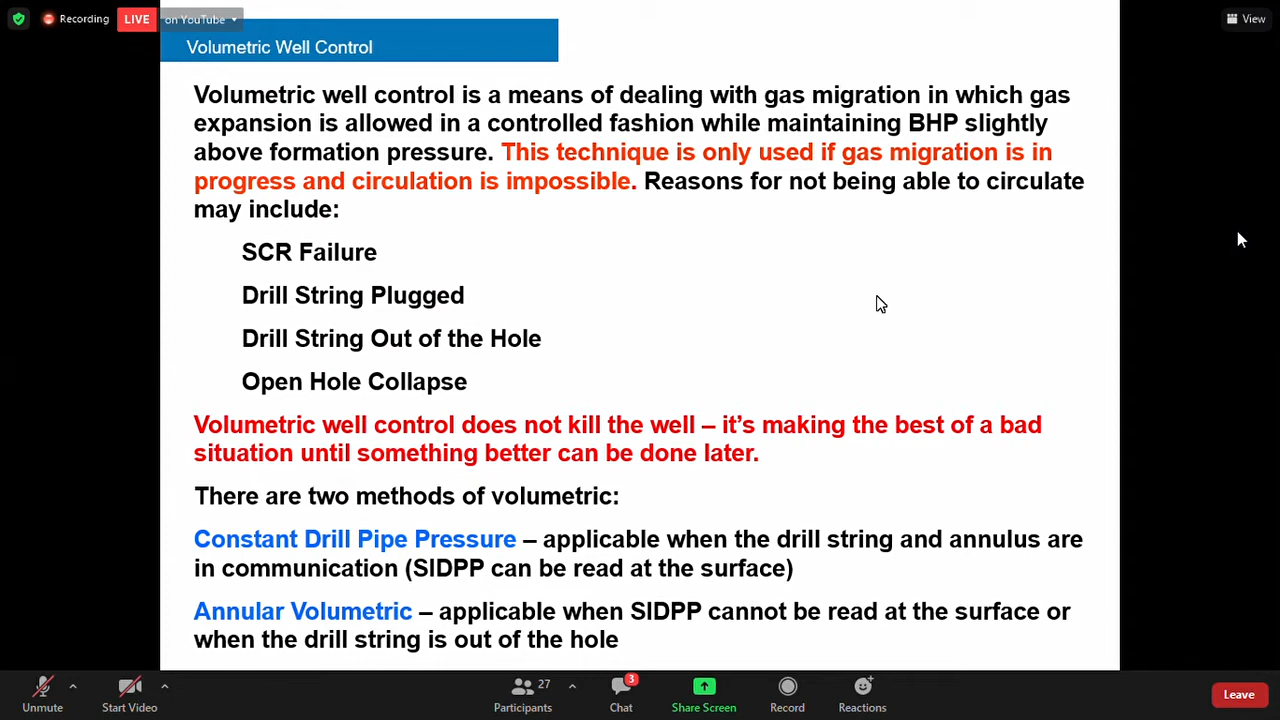 Recording
LIVE
on YouTube
View
Volumetric Well Control
Volumetric well control is a means of dealing with gas migration in which gas
expansion is allowed in a controlled fashion while maintaining BHP slightly
above formation pressure. This technique is only used if gas migration is in
progress and circulation is impossible. Reasons for not being able to circulate
may include:
SCR Failure
Drill String Plugged
Drill String Out of the Hole
Open Hole Collapse
Volumetric well control does not kill the well – it’s making the best of a bad
situation until something better can be done later.
There are two methods of volumetric:
Constant Drill Pipe Pressure – applicable when the drill string and annulus are
in communication (SIDPP can be read at the surface)
Annular Volumetric – applicable when SIDPP cannot be read at the surface or
when the drill string is out of the hole
27
3
Unmute
Start Video
Participants
Chat
Share Screen
Record
Reactions
Leave